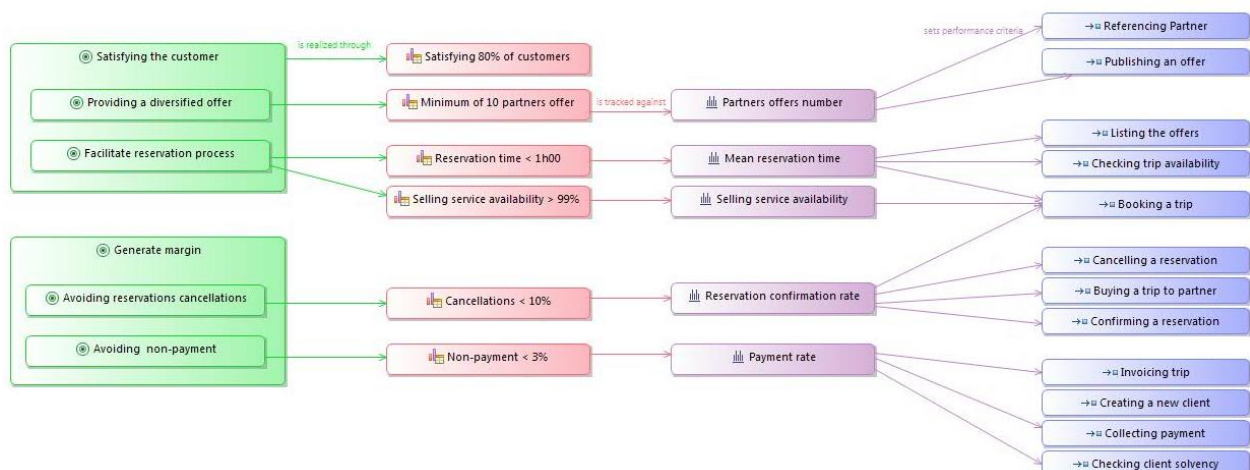 Satisfying the customer
Providing a diversified offer
Facilitate reservation process
Generate margin
Avoiding reservations cancellations
Avoiding non-payment
is realized through
Satisfying 80% of customers
Minimum of 10 partners offer
Reservation time < 1h00
Selling service availability > 99%
Cancellations < 10%
Non-payment < 3%
is tracked against
Partners offers number
Mean reservation time
Selling service availability
Reservation confirmation rate
Payment rate
sets performance criteria
Referencing Partner
Publishing an offer
Listing the offers
Checking trip availability
Booking a trip
Cancelling a reservation
Buying a trip to partner
Confirming a reservation
Invoicing trip
Creating a new client
Collecting payment
Checking client solvency